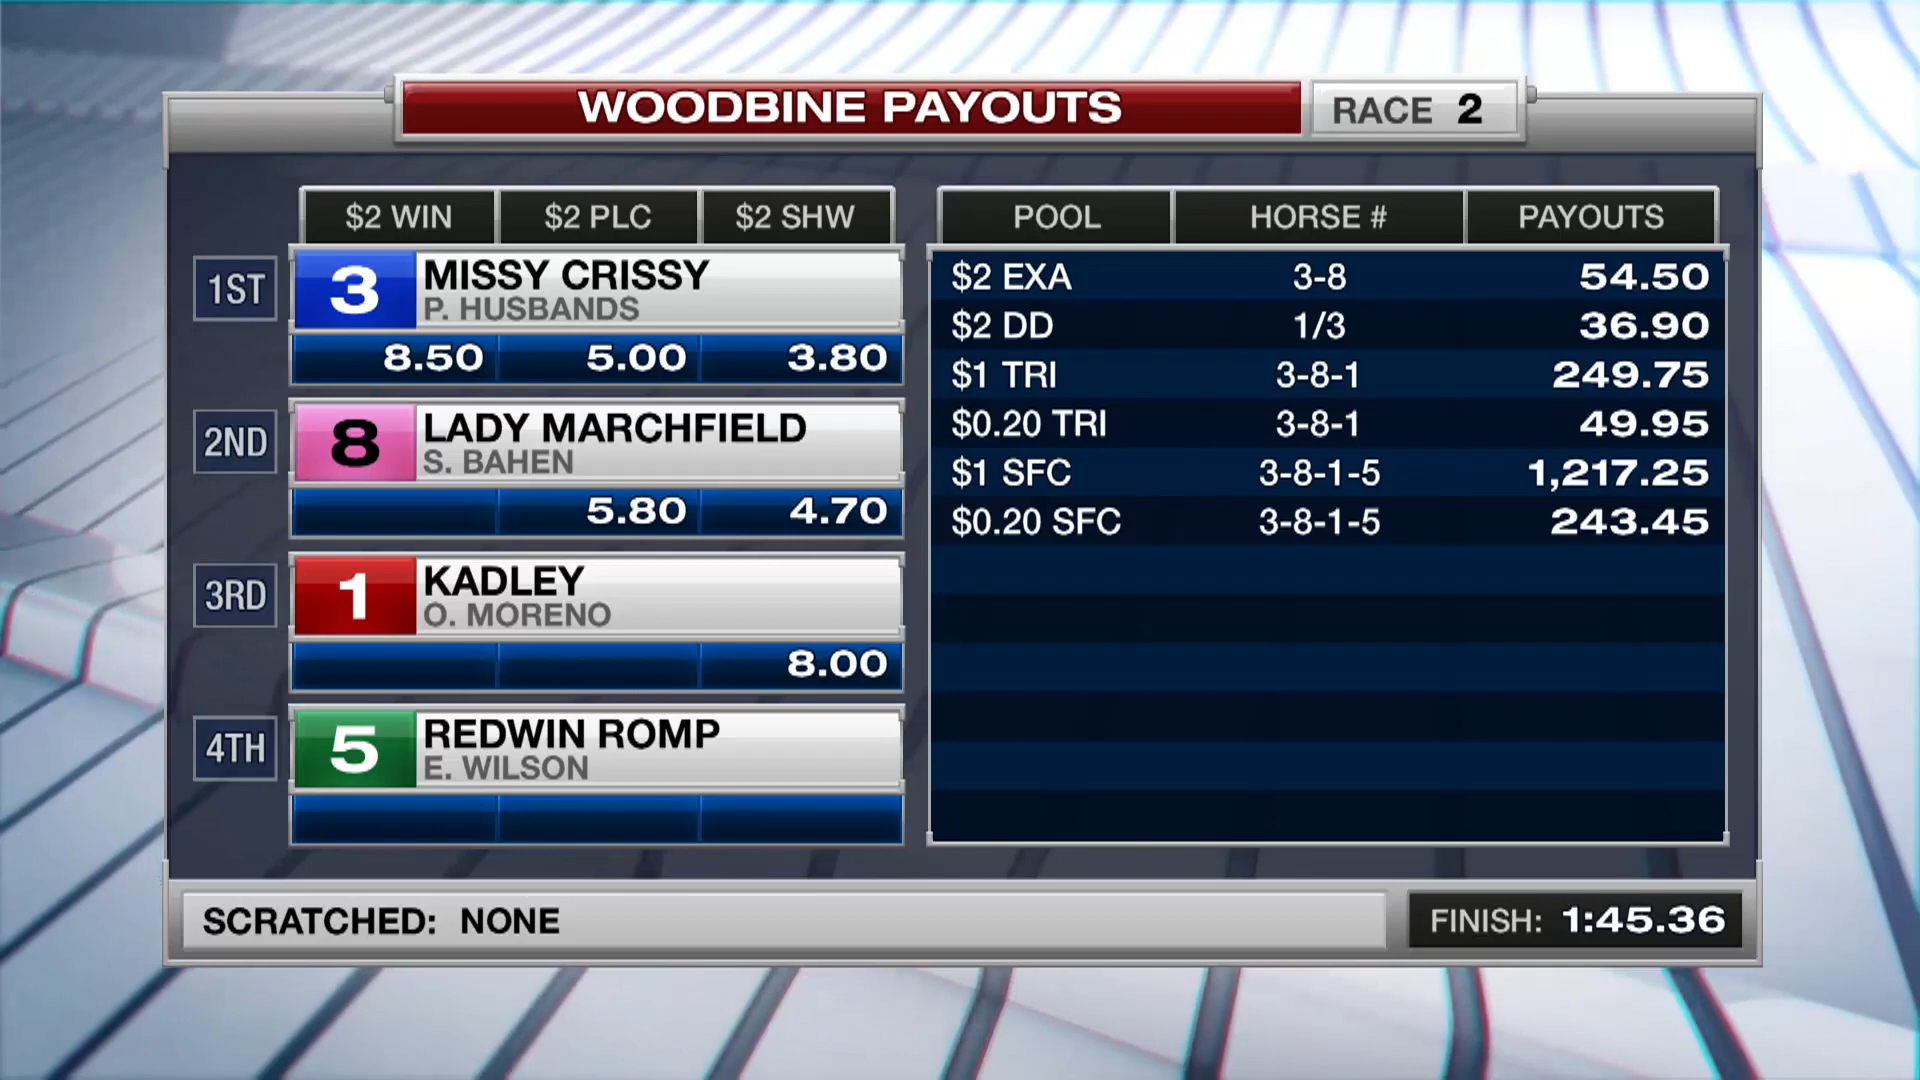 WOODBINE PAYOUTS
RACE 2
$2 WIN $2 PLC $2 SHW
1ST 3 MISSY CRISSY
P. HUSBANDS
8.50 5.00 3.80
2ND 8 LADY MARCHFIELD
S. BAHEN
5.80 4.70
3RD 1 KADLEY
O. MORENO
8.00
4TH 5 REDWIN ROMP
E. WILSON
POOL HORSE # PAYOUTS
$2 EXA 3-8 54.50
$2 DD 1/3 36.90
$1 TRI 3-8-1 249.75
$0.20 TRI 3-8-1 49.95
$1 SFC 3-8-1-5 1,217.25
$0.20 SFC 3-8-1-5 243.45
SCRATCHED: NONE
FINISH: 1:45.36